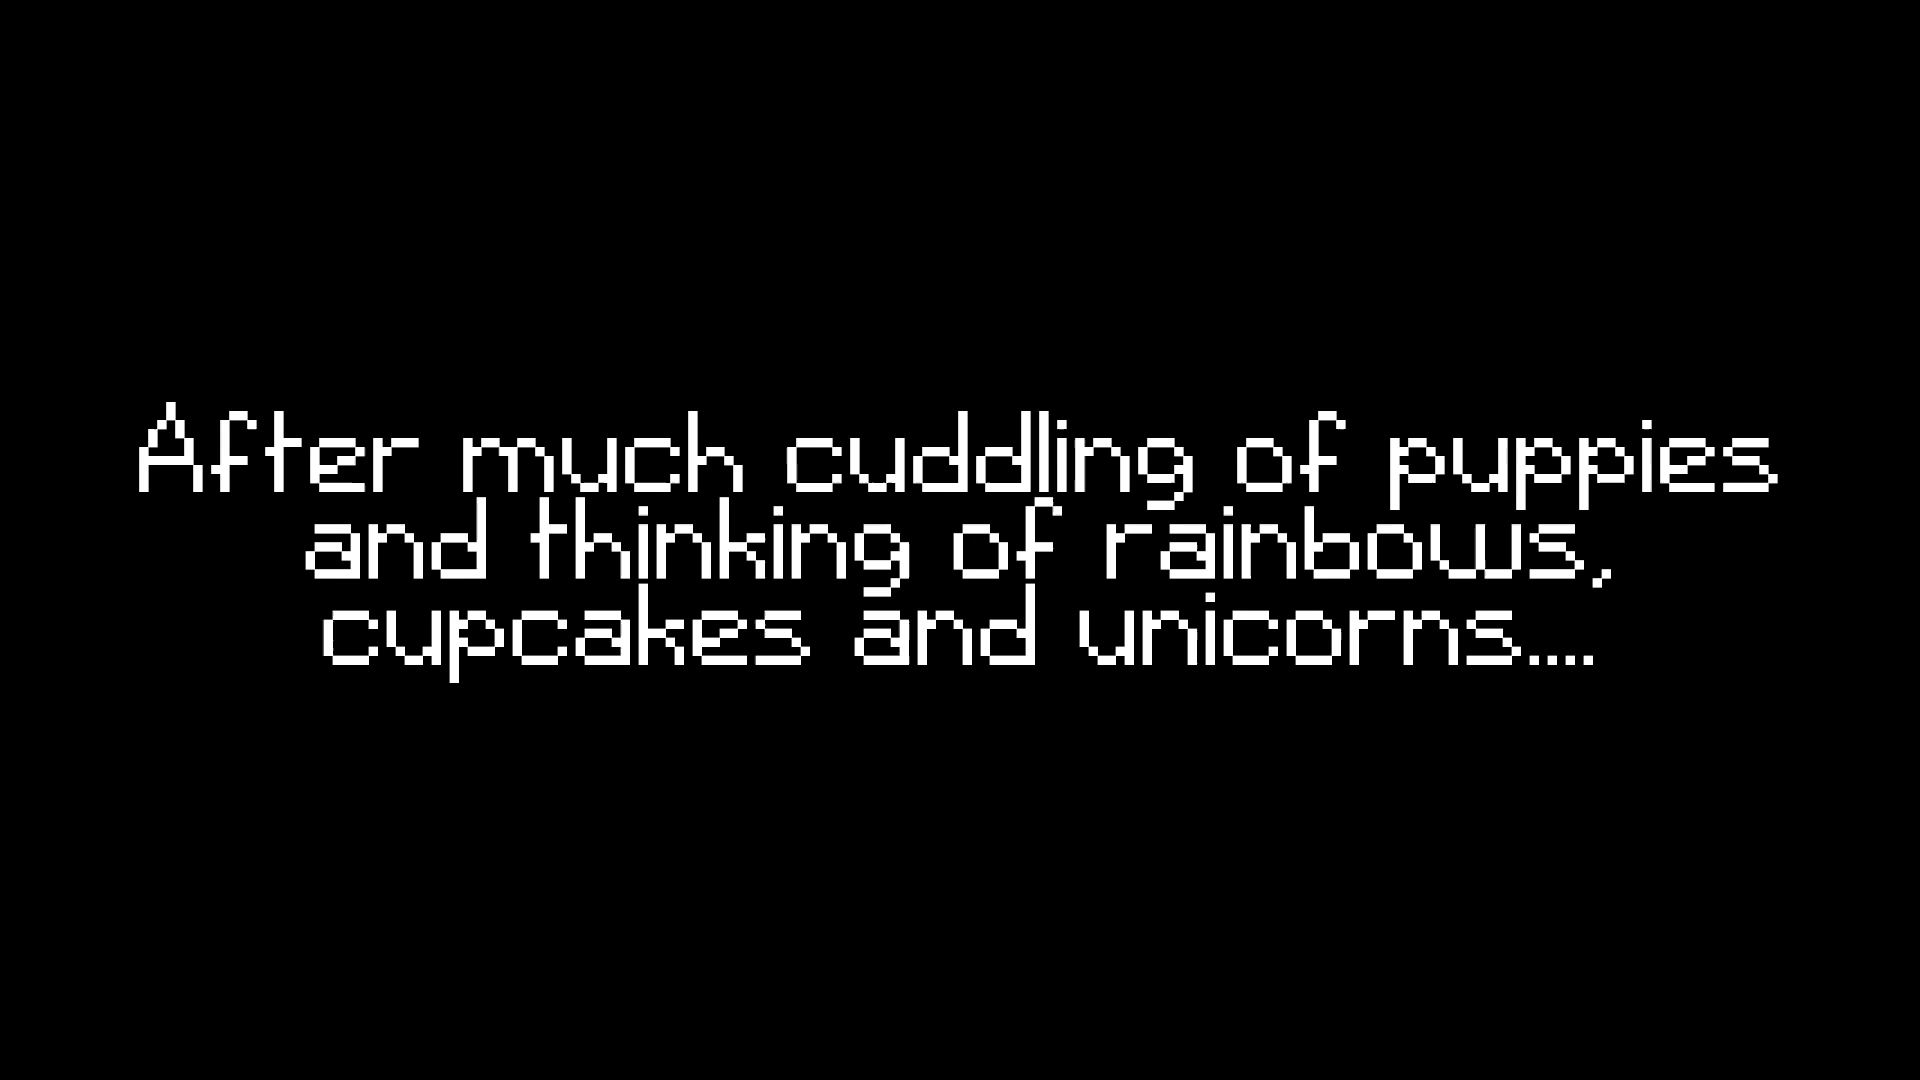 After much cuddling of puppies
and thinking of rainbows,
cupcakes and unicorns....